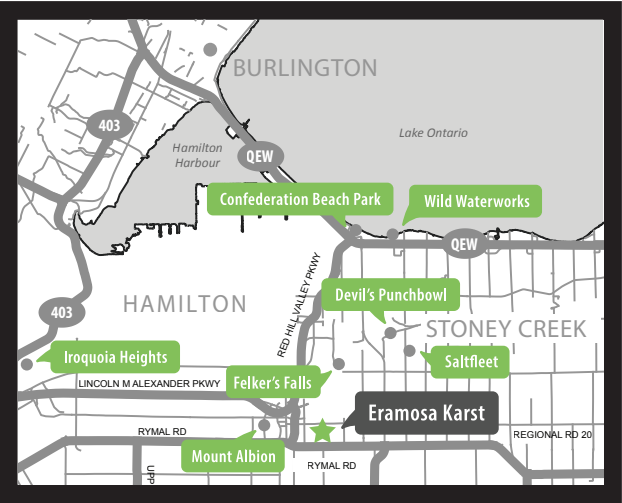 BURLINGTON
403
Lake Ontario
Hamilton
Harbour
QEW
Confederation Beach Park
Wild Waterworks
QEW
RED HILL VALLEY PKWY
Devil's Punchbowl
HAMILTON
403
STONEY CREEK
Iroquoia Heights
Saltfleet
LINCOLN M ALEXANDER PKWY
Felker's Falls
Eramosa Karst
RYMAL RD
REGIONAL RD 20
Mount Albion
RYMAL RD
UPP